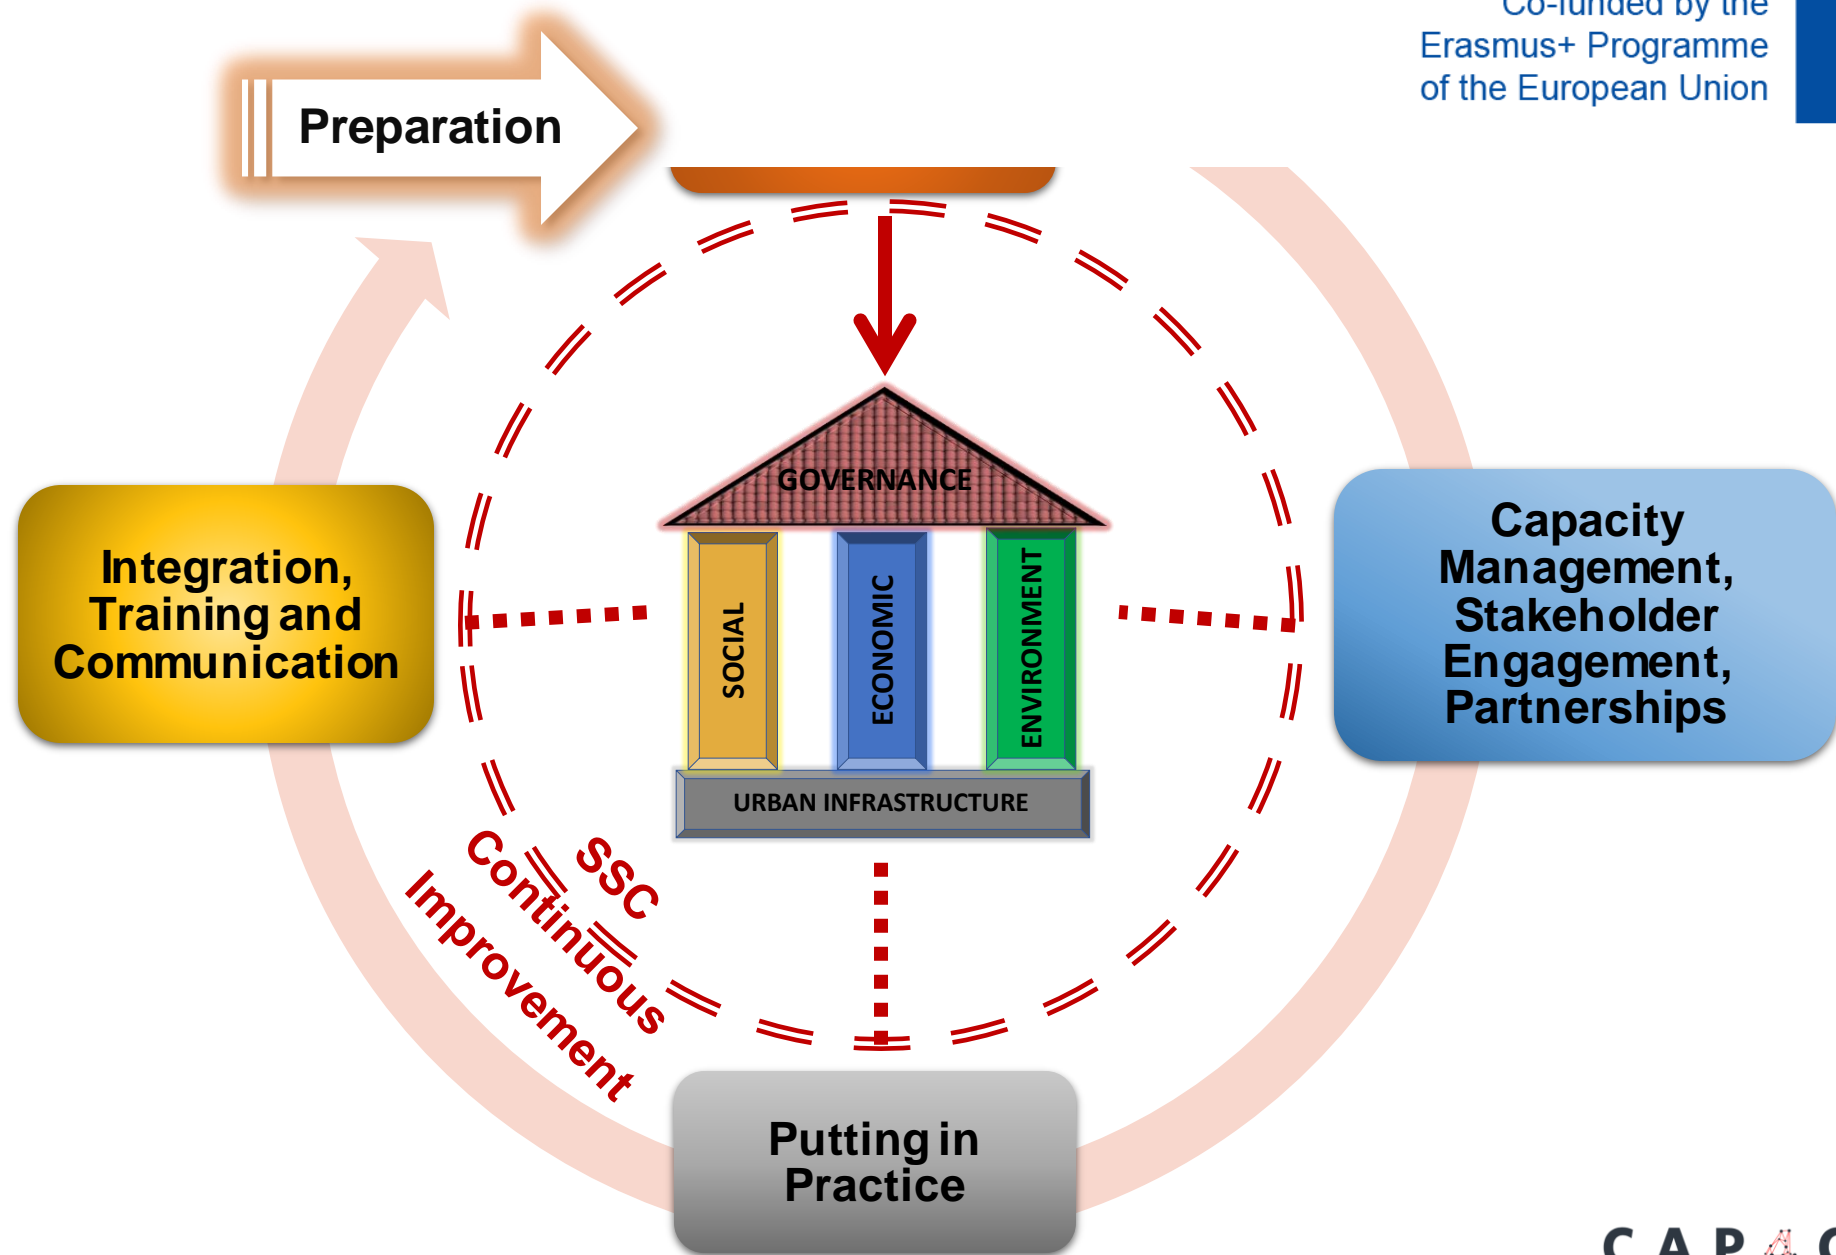 Co-funded by the
Erasmus+ Programme
of the European Union
Preparation
GOVERNANCE
SOCIAL
ECONOMIC
ENVIRONMENT
URBAN INFRASTRUCTURE
Integration,
Training and
Communication
Capacity
Management,
Stakeholder
Engagement,
Partnerships
SSC
Continuous
Improvement
Putting in
Practice